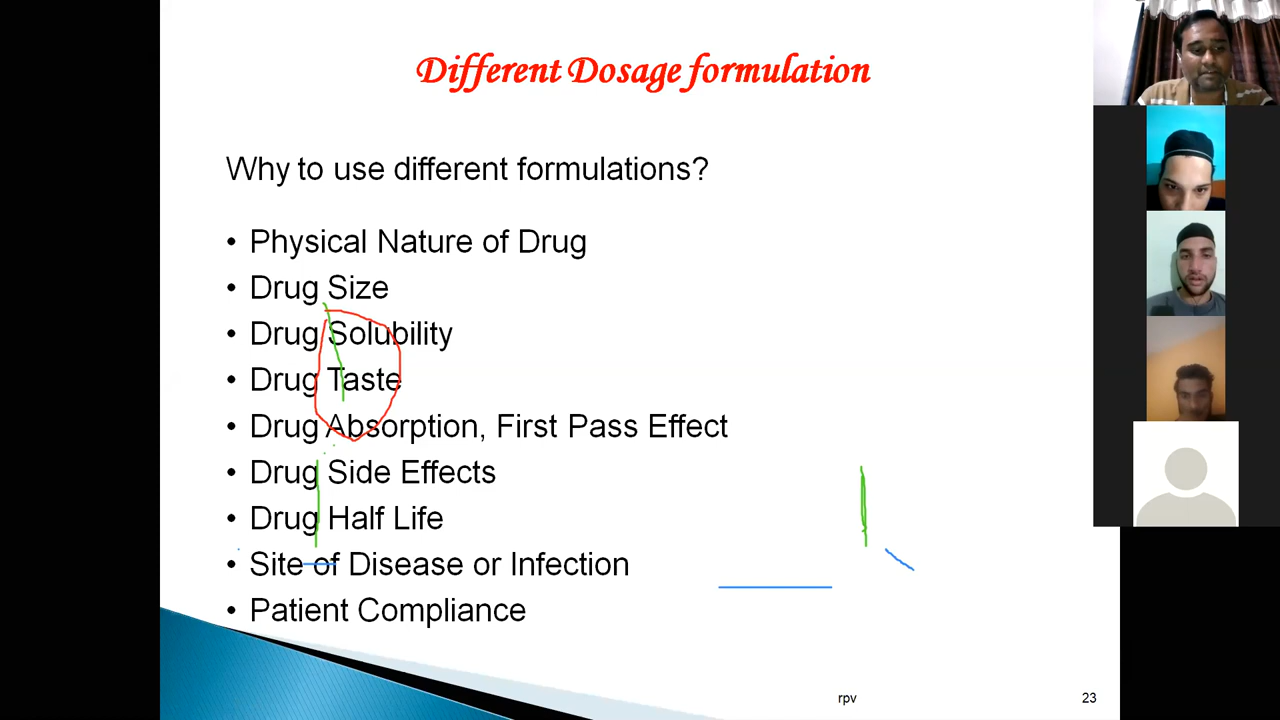 Different Dosage formulation
Why to use different formulations?
• Physical Nature of Drug
• Drug Size
• Drug Solubility
• Drug Taste
• Drug Absorption, First Pass Effect
• Drug Side Effects
• Drug Half Life
• Site of Disease or Infection
• Patient Compliance
rpv
23